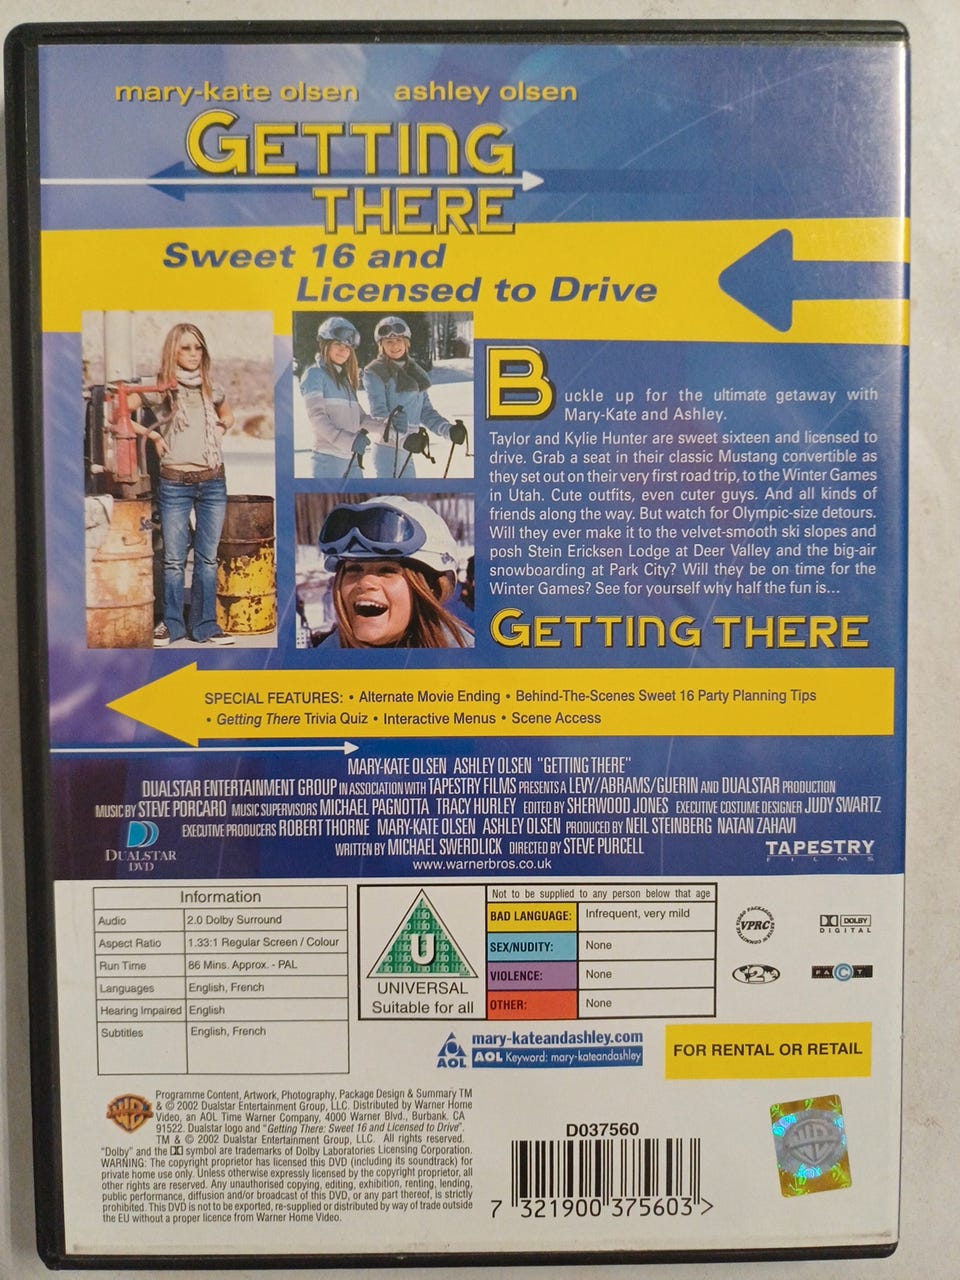 mary-kate olsen ashley olsen
GETTING
THERE
Sweet 16 and
Licensed to Drive
Buckle up for the ultimate getaway with
Mary-Kate and Ashley.
Taylor and Kylie Hunter are sweet sixteen and licensed to
drive. Grab a seat in their classic Mustang convertible as
they set out on their very first road trip, to the Winter Games
in Utah. Cute outfits, even cuter guys. And all kinds of
friends along the way. But watch for Olympic-size detours.
Will they ever make it to the velvet-smooth ski slopes and
posh Stein Ericksen Lodge at Deer Valley and the big-air
snowboarding at Park City? Will they be on time for the
Winter Games? See for yourself why half the fun is...
GETTING THERE
SPECIAL FEATURES: • Alternate Movie Ending • Behind-The-Scenes Sweet 16 Party Planning Tips
• Getting There Trivia Quiz • Interactive Menus • Scene Access
MARY-KATE OLSEN ASHLEY OLSEN "GETTING THERE"
DUALSTAR ENTERTAINMENT GROUP IN ASSOCIATION WITH TAPESTRY FILMS PRESENTS A LEVY/ABRAMS/GUERIN AND DUALSTAR PRODUCTION
MUSIC BY STEVE PORCARO MUSIC SUPERVISORS MICHAEL PAGNOTTA TRACY HURLEY EDITED BY SHERWOOD JONES EXECUTIVE COSTUME DESIGNER JUDY SWARTZ
EXECUTIVE PRODUCERS ROBERT THORNE MARY-KATE OLSEN ASHLEY OLSEN PRODUCED BY NEIL STEINBERG NATAN ZAHAVI
WRITTEN BY MICHAEL SWERDLICK DIRECTED BY STEVE PURCELL
www.warnerbros.co.uk
DUALSTAR
DVD
TAPESTRY
FILMS
Information
Audio 2.0 Dolby Surround
Aspect Ratio 1.33:1 Regular Screen / Colour
Run Time 86 Mins. Approx. - PAL
Languages English, French
Hearing Impaired English
Subtitles English, French
U
UNIVERSAL
Suitable for all
Not to be supplied to any person below that age
BAD LANGUAGE: Infrequent, very mild
SEX/NUDITY: None
VIOLENCE: None
OTHER: None
VIDEO PACKAGING REVIEW COMMITTEE VPRC
DOLBY
DIGITAL
2
FACT
AOL
mary-kateandashley.com
AOL Keyword: mary-kateandashley
FOR RENTAL OR RETAIL
WB
Programme Content, Artwork, Photography, Package Design & Summary TM
& © 2002 Dualstar Entertainment Group, LLC. Distributed by Warner Home
Video, an AOL Time Warner Company, 4000 Warner Blvd., Burbank, CA
91522. Dualstar logo and "Getting There: Sweet 16 and Licensed to Drive".
TM & © 2002 Dualstar Entertainment Group, LLC. All rights reserved.
"Dolby" and the DD symbol are trademarks of Dolby Laboratories Licensing Corporation.
WARNING: The copyright proprietor has licensed this DVD (including its soundtrack) for
private home use only. Unless otherwise expressly licensed by the copyright proprietor, all
other rights are reserved. Any unauthorised copying, editing, exhibition, renting, lending,
public performance, diffusion and/or broadcast of this DVD, or any part thereof, is strictly
prohibited. This DVD is not to be exported, re-supplied or distributed by way of trade outside
the EU without a proper licence from Warner Home Video.
D037560
7 321900 375603 >
WB